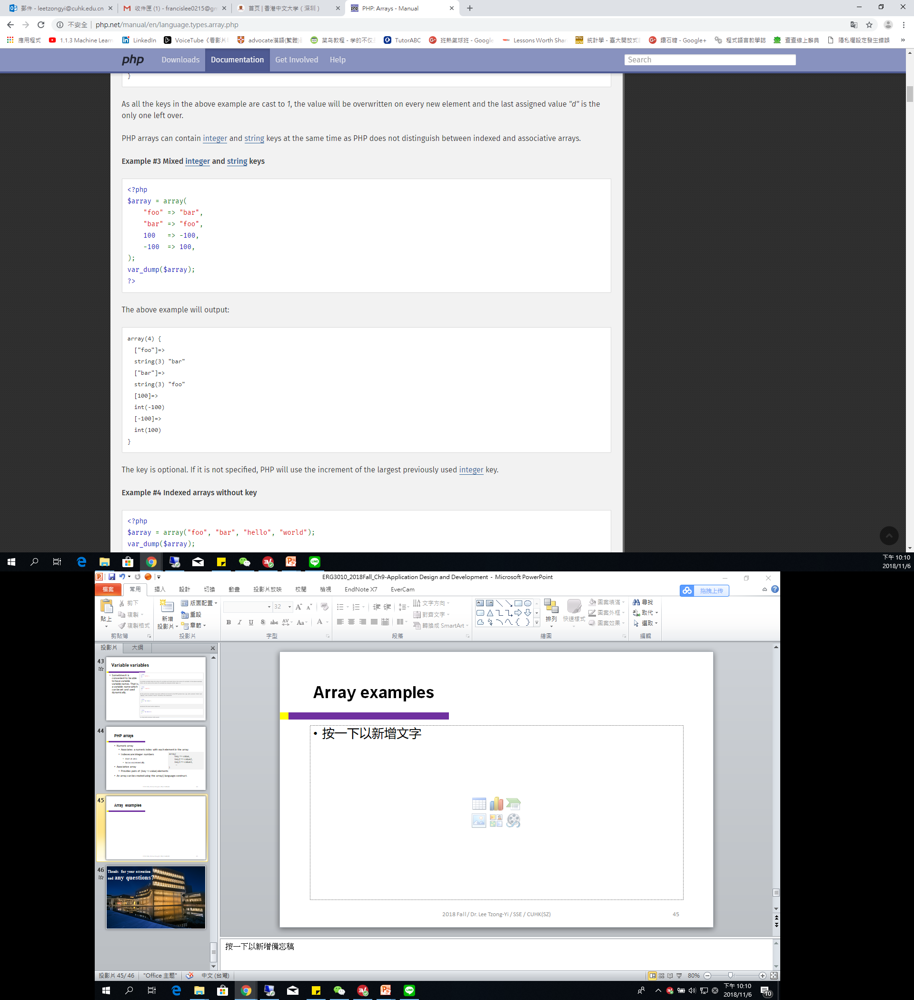 郵件 - leetzongyi@cuhk.edu.cn
收件匣 (1) - francislee0215@gm
首页 | 香港中文大学（深圳）
PHP: Arrays - Manual
不安全 | php.net/manual/en/language.types.array.php
應用程式
1.1.3 Machine Learn
LinkedIn
VoiceTube《看影片
advocate漢語(繁體)
菜鸟教程 - 学的不仅
TutorABC
班熱氣球班 - Google
Lessons Worth Shar
統計學 - 臺大開放式
鑽石糖 - Google+
程式語言教學誌
查查線上辭典
隱私權設定發生錯誤
php
Downloads
Documentation
Get Involved
Help
Search
}
As all the keys in the above example are cast to 1, the value will be overwritten on every new element and the last assigned value "d" is the
only one left over.
PHP arrays can contain integer and string keys at the same time as PHP does not distinguish between indexed and associative arrays.
Example #3 Mixed integer and string keys
<?php
$array = array(
"foo" => "bar",
"bar" => "foo",
100   => -100,
-100  => 100,
);
var_dump($array);
?>
The above example will output:
array(4) {
["foo"]=>
string(3) "bar"
["bar"]=>
string(3) "foo"
[100]=>
int(-100)
[-100]=>
int(100)
}
The key is optional. If it is not specified, PHP will use the increment of the largest previously used integer key.
Example #4 Indexed arrays without key
<?php
$array = array("foo", "bar", "hello", "world");
var_dump($array);
下午 10:10
2018/11/6
ERG3010_2018Fall_Ch9-Application Design and Development - Microsoft PowerPoint
檔案
常用
插入
設計
切換
動畫
投影片放映
校閱
檢視
EndNote X7
EverCam
拖拽上传
貼上
剪下
複製
複製格式
剪貼簿
新增
投影片
版面配置
重設
章節
投影片
32
字型
文字方向
對齊文字
轉換成 SmartArt
段落
排列
快速樣式
圖案填滿
圖案外框
圖案效果
繪圖
尋找
取代
選取
編輯
投影片
大綱
43
Variable variables
Sometimes it is
convenient to be able
to have variable
variable names. That is,
a variable name which
can be set and used
dynamically.
44
PHP arrays
Numeric array
Associates a numeric index with each element in the array
Indexes are integer numbers
start at zero
Grow incrementally
Associative array
Provides pairs of (key => value) elements
An array can be created using the array() language construct.
array(
key => value,
key2 => value2,
key3 => value3,
...
)
45
Array examples
46
Thanks for your attention
and any questions?
Array examples
• 按一下以新增文字
2018 Fall / Dr. Lee Tzong-Yi / SSE / CUHK(SZ)
45
按一下以新增備忘稿
投影片 45/ 46
"Office 主題"
中文 (台灣)
80%
下午 10:10
2018/11/6
10